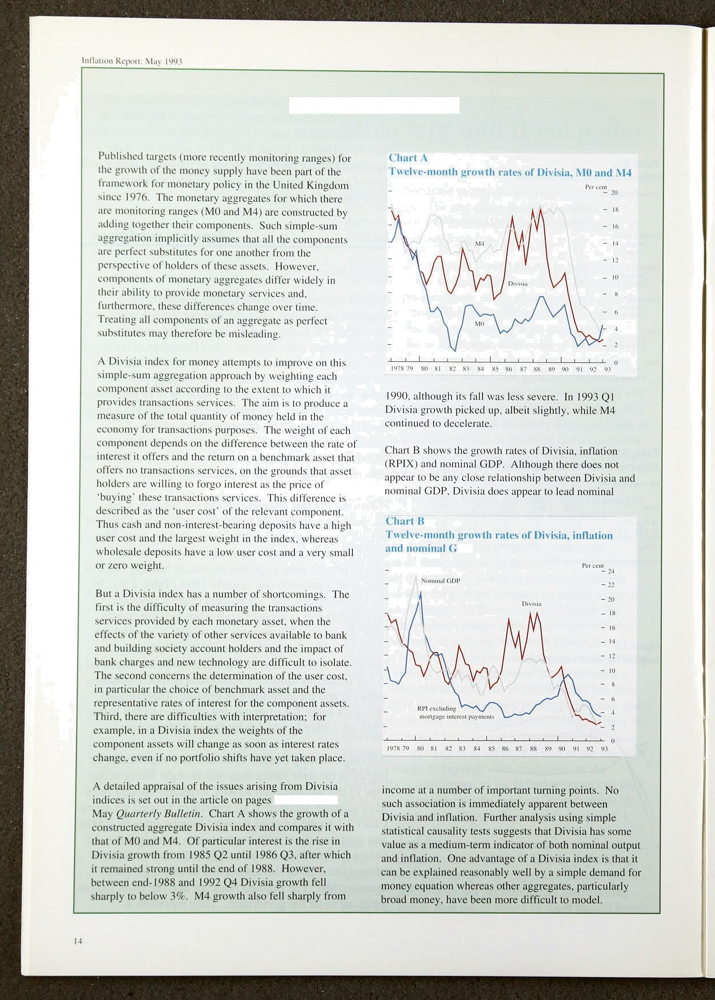 Inflation Report: May 1993
Published targets (more recently monitoring ranges) for
the growth of the money supply have been part of the
framework for monetary policy in the United Kingdom
since 1976. The monetary aggregates for which there
are monitoring ranges (M0 and M4) are constructed by
adding together their components. Such simple-sum
aggregation implicitly assumes that all the components
are perfect substitutes for one another from the
perspective of holders of these assets. However,
components of monetary aggregates differ widely in
their ability to provide monetary services and,
furthermore, these differences change over time.
Treating all components of an aggregate as perfect
substitutes may therefore be misleading.
A Divisia index for money attempts to improve on this
simple-sum aggregation approach by weighting each
component asset according to the extent to which it
provides transactions services. The aim is to produce a
measure of the total quantity of money held in the
economy for transactions purposes. The weight of each
component depends on the difference between the rate of
interest it offers and the return on a benchmark asset that
offers no transactions services, on the grounds that asset
holders are willing to forgo interest as the price of
‘buying’ these transactions services. This difference is
described as the ‘user cost’ of the relevant component.
Thus cash and non-interest-bearing deposits have a high
user cost and the largest weight in the index, whereas
wholesale deposits have a low user cost and a very small
or zero weight.
But a Divisia index has a number of shortcomings. The
first is the difficulty of measuring the transactions
services provided by each monetary asset, when the
effects of the variety of other services available to bank
and building society account holders and the impact of
bank charges and new technology are difficult to isolate.
The second concerns the determination of the user cost,
in particular the choice of benchmark asset and the
representative rates of interest for the component assets.
Third, there are difficulties with interpretation; for
example, in a Divisia index the weights of the
component assets will change as soon as interest rates
change, even if no portfolio shifts have yet taken place.
A detailed appraisal of the issues arising from Divisia
indices is set out in the article on pages
May Quarterly Bulletin. Chart A shows the growth of a
constructed aggregate Divisia index and compares it with
that of M0 and M4. Of particular interest is the rise in
Divisia growth from 1985 Q2 until 1986 Q3, after which
it remained strong until the end of 1988. However,
between end-1988 and 1992 Q4 Divisia growth fell
sharply to below 3%. M4 growth also fell sharply from
Chart A
Twelve-month growth rates of Divisia, M0 and M4
Per cent
20
18
16
14
12
10
8
6
4
2
0
M4
Divisia
M0
1978 79 80 81 82 83 84 85 86 87 88 89 90 91 92 93
1990, although its fall was less severe. In 1993 Q1
Divisia growth picked up, albeit slightly, while M4
continued to decelerate.
Chart B shows the growth rates of Divisia, inflation
(RPIX) and nominal GDP. Although there does not
appear to be any close relationship between Divisia and
nominal GDP, Divisia does appear to lead nominal
Chart B
Twelve-month growth rates of Divisia, inflation
and nominal G
Per cent
24
22
20
18
16
14
12
10
8
6
4
2
0
Nominal GDP
Divisia
RPI excluding
mortgage interest payments
1978 79 80 81 82 83 84 85 86 87 88 89 90 91 92 93
income at a number of important turning points. No
such association is immediately apparent between
Divisia and inflation. Further analysis using simple
statistical causality tests suggests that Divisia has some
value as a medium-term indicator of both nominal output
and inflation. One advantage of a Divisia index is that it
can be explained reasonably well by a simple demand for
money equation whereas other aggregates, particularly
broad money, have been more difficult to model.
14